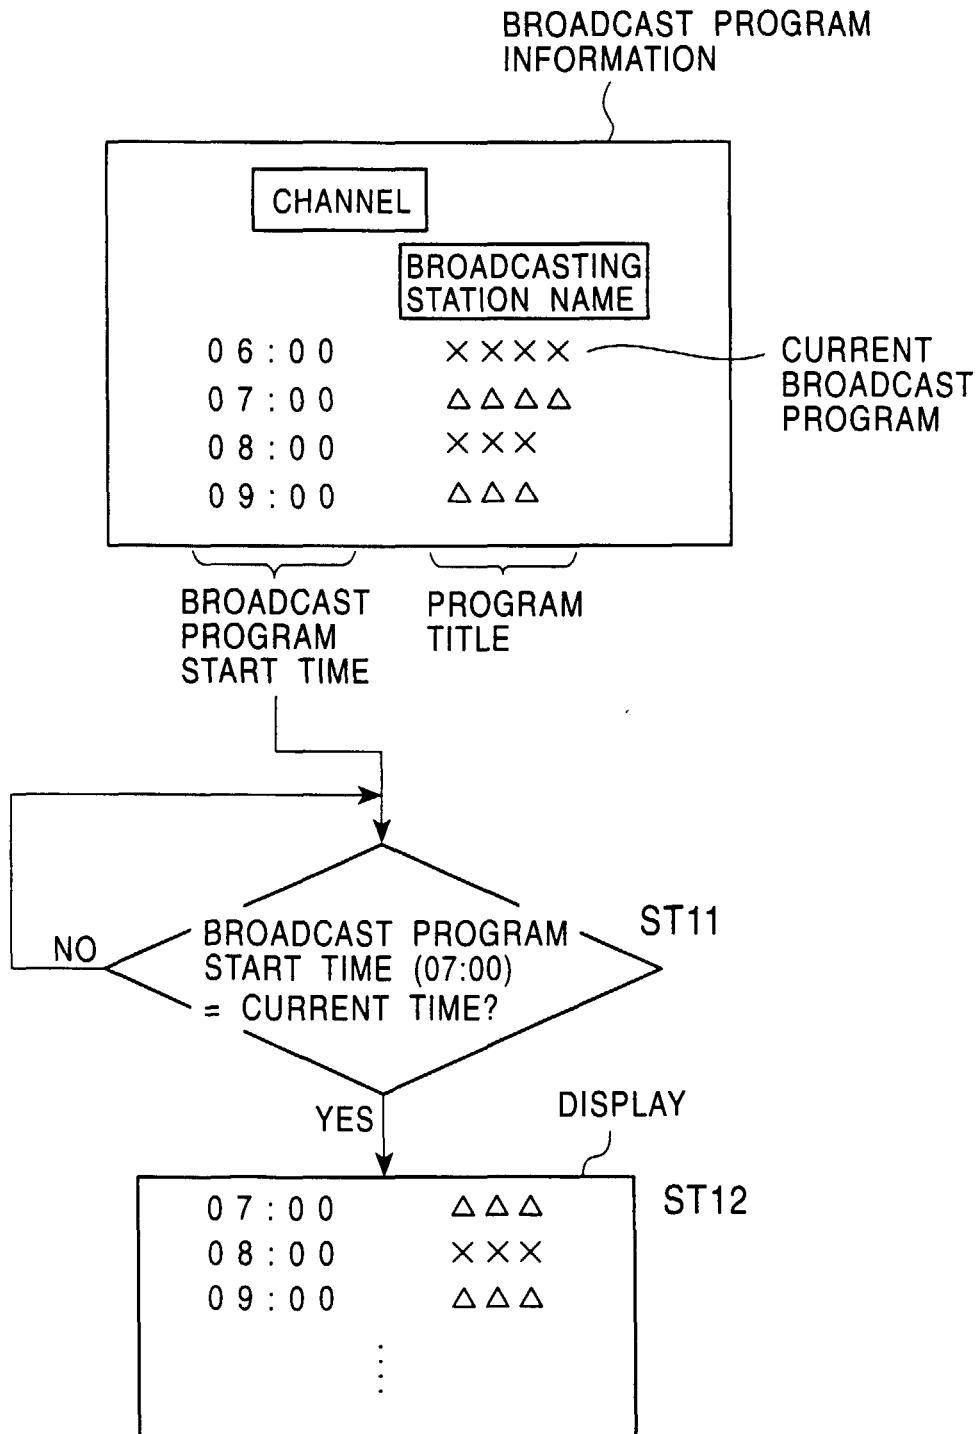 BROADCAST PROGRAM
INFORMATION
CHANNEL
BROADCASTING
STATION NAME
06:00 ××××
07:00 △△△△
08:00 ×××
09:00 △△△
CURRENT
BROADCAST
PROGRAM
BROADCAST
PROGRAM
START TIME
PROGRAM
TITLE
NO
BROADCAST PROGRAM
START TIME (07:00)
= CURRENT TIME?
ST11
YES
DISPLAY
ST12
07:00 △△△
08:00 ×××
09:00 △△△